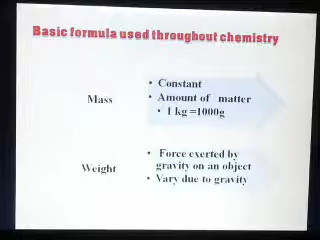 Basic formula used throughout chemistry
Mass
• Constant
• Amount of matter
• 1 kg =1000g
Weight
• Force exerted by
gravity on an object
• Vary due to gravity